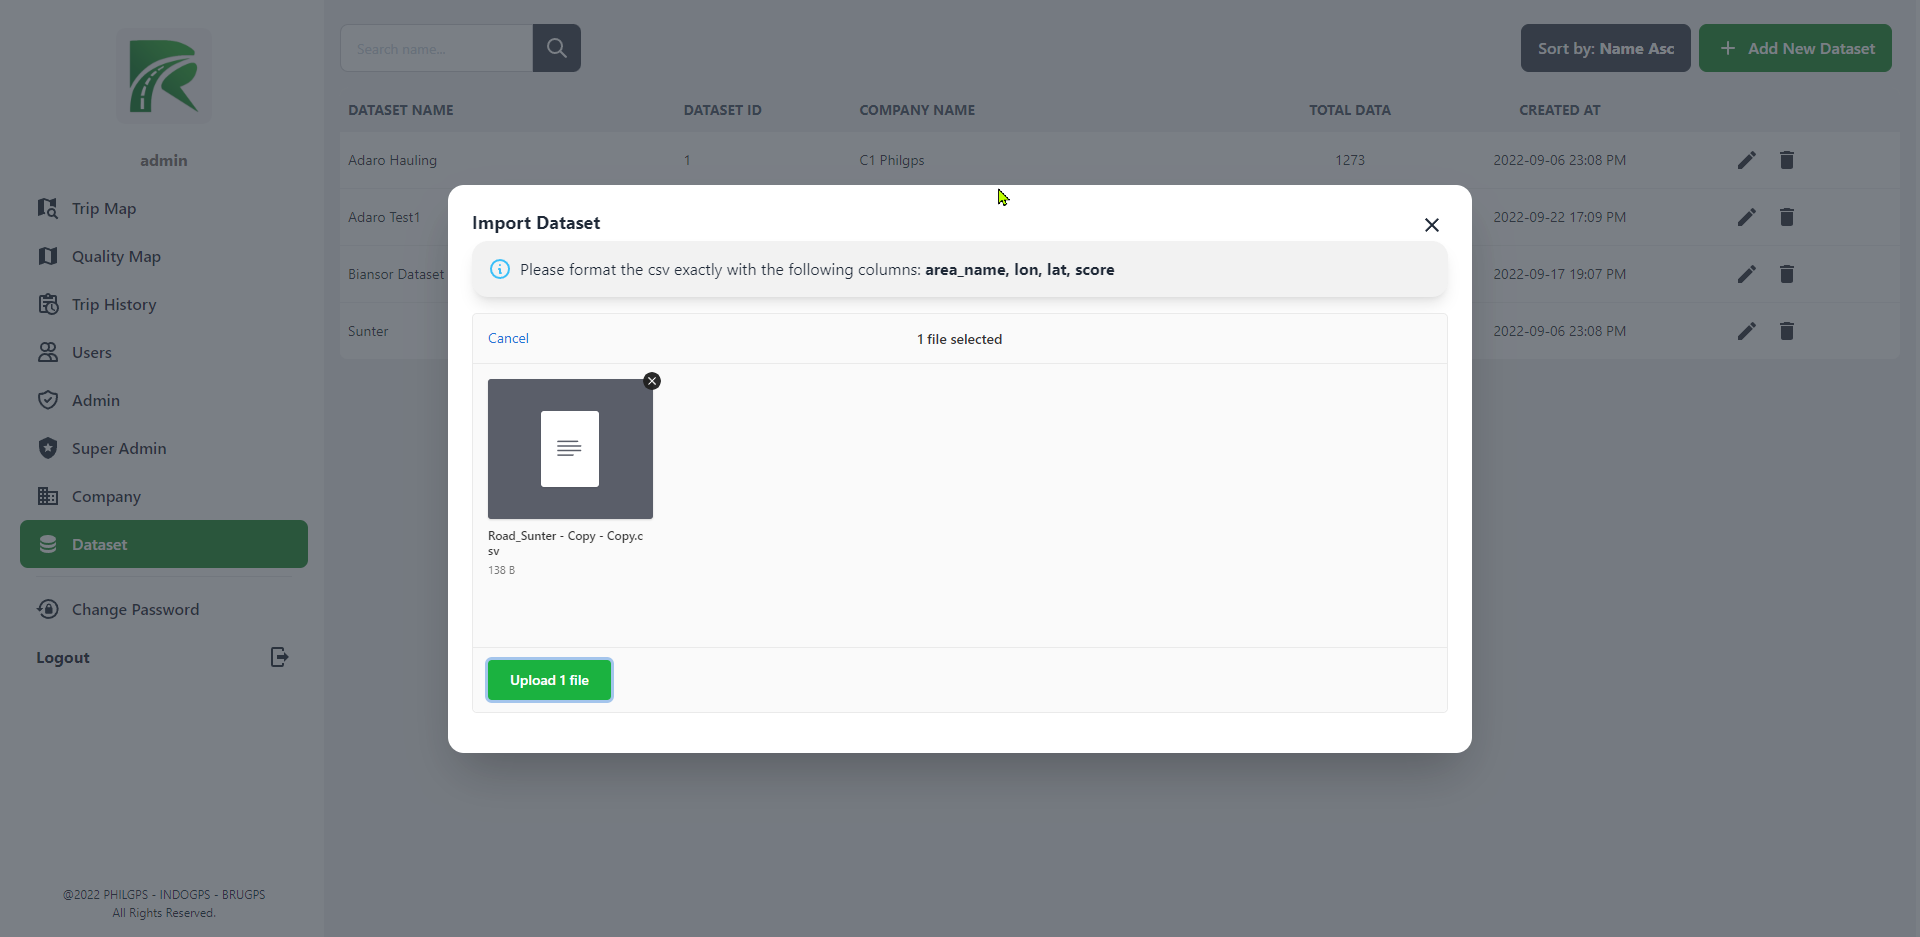 admin
Trip Map
Quality Map
Trip History
Users
Admin
Super Admin
Company
Dataset
Change Password
Logout
@2022 PHILGPS - INDOGPS - BRUGPS
All Rights Reserved.
Search name...
Sort by: Name Asc
Add New Dataset
DATASET NAME DATASET ID COMPANY NAME TOTAL DATA CREATED AT
Adaro Hauling 1 C1 Philgps 1273 2022-09-06 23:08 PM
Adaro Test1 2022-09-22 17:09 PM
Biansor Dataset 2022-09-17 19:07 PM
Sunter 2022-09-06 23:08 PM
Import Dataset
Please format the csv exactly with the following columns: area_name, lon, lat, score
Cancel
1 file selected
Road_Sunter - Copy - Copy.c
sv
138 B
Upload 1 file